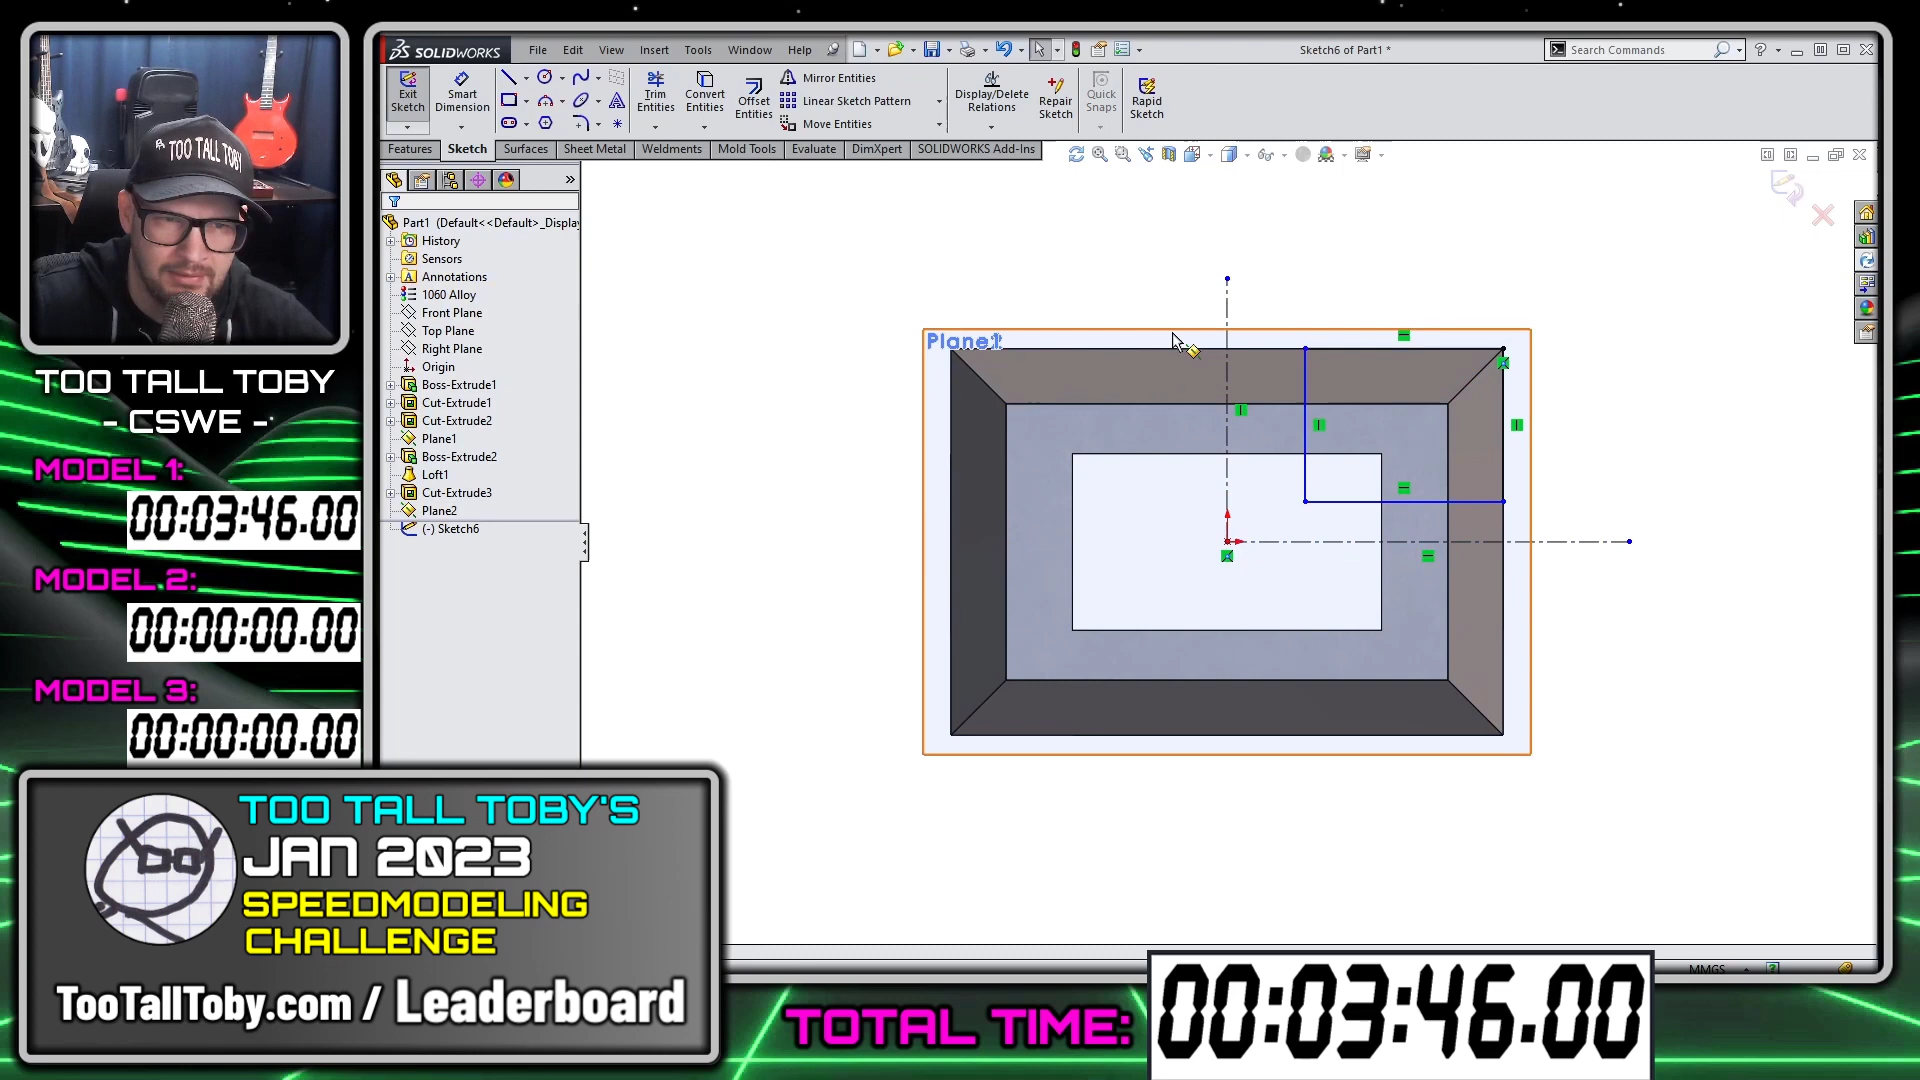 SOLIDWORKS File Edit View Insert Tools Window Help Sketch6 of Part1 * Search Commands
Exit Sketch Smart Dimension Trim Entities Convert Entities Offset Entities Mirror Entities Linear Sketch Pattern Move Entities Display/Delete Relations Repair Sketch Quick Snaps Rapid Sketch
Features Sketch Surfaces Sheet Metal Weldments Mold Tools Evaluate DimXpert SOLIDWORKS Add-Ins
Part1 (Default<<Default>_Display
History
Sensors
Annotations
1060 Alloy
Front Plane
Top Plane
Right Plane
Origin
Boss-Extrude1
Cut-Extrude1
Cut-Extrude2
Plane1
Boss-Extrude2
Loft1
Cut-Extrude3
Plane2
(-) Sketch6
MMGS
TOO TALL TOBY
TOO TALL TOBY
- CSWE -
MODEL 1:
00:03:46.00
MODEL 2:
00:00:00.00
MODEL 3:
00:00:00.00
TOO TALL TOBY'S
JAN 2023
SPEEDMODELING
CHALLENGE
TooTallToby.com / Leaderboard
TOTAL TIME: 00:03:46.00